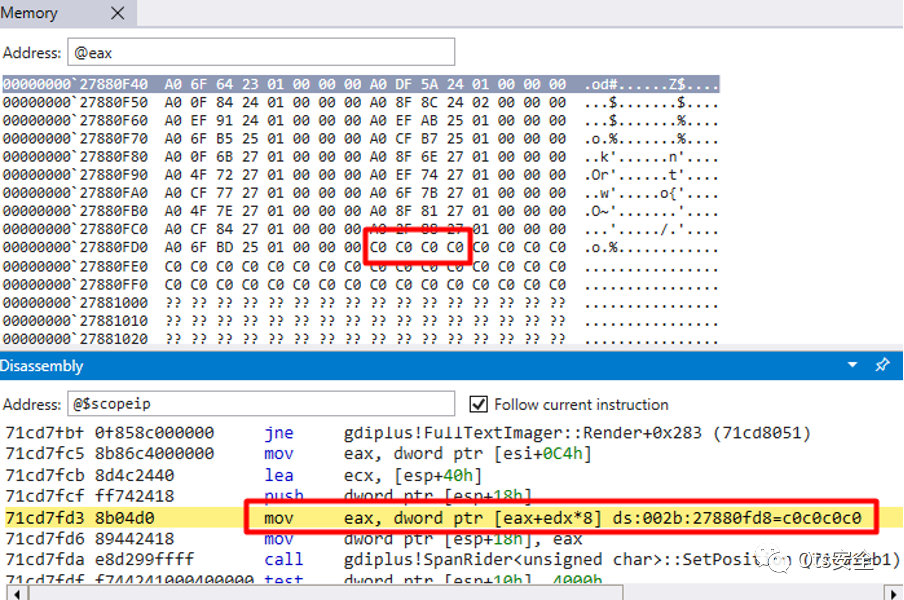 Memory
Address: @eax
00000000`27880F40 A0 6F 64 23 01 00 00 00 A0 DF 5A 24 01 00 00 00 .od#......Z$....
00000000`27880F50 A0 0F 84 24 01 00 00 00 A0 8F 8C 24 02 00 00 00 ...$.......$....
00000000`27880F60 A0 EF 91 24 01 00 00 00 A0 EF AB 25 01 00 00 00 ...$.......%....
00000000`27880F70 A0 6F B5 25 01 00 00 00 A0 CF B7 25 01 00 00 00 .o.%.......%....
00000000`27880F80 A0 0F 6B 27 01 00 00 00 A0 8F 6E 27 01 00 00 00 ..k'......n'....
00000000`27880F90 A0 4F 72 27 01 00 00 00 A0 EF 74 27 01 00 00 00 .Or'......t'....
00000000`27880FA0 A0 CF 77 27 01 00 00 00 A0 6F 7B 27 01 00 00 00 ..w'.....o{'....
00000000`27880FB0 A0 4F 7E 27 01 00 00 00 A0 8F 81 27 01 00 00 00 .O~'.......'....
00000000`27880FC0 A0 CF 84 27 01 00 00 00 A0 2F 88 27 01 00 00 00 ...'...../.'....
00000000`27880FD0 A0 6F BD 25 01 00 00 00 C0 C0 C0 C0 C0 C0 C0 C0 .o.%............
00000000`27880FE0 C0 C0 C0 C0 C0 C0 C0 C0 C0 C0 C0 C0 C0 C0 C0 C0 ................
00000000`27880FF0 C0 C0 C0 C0 C0 C0 C0 C0 C0 C0 C0 C0 C0 C0 C0 C0 ................
00000000`27881000 ?? ?? ?? ?? ?? ?? ?? ?? ?? ?? ?? ?? ?? ?? ?? ?? ................
00000000`27881010 ?? ?? ?? ?? ?? ?? ?? ?? ?? ?? ?? ?? ?? ?? ?? ?? ................
00000000`27881020 ?? ?? ?? ?? ?? ?? ?? ?? ?? ?? ?? ?? ?? ?? ?? ?? ................
Disassembly
Address: @$scopeip Follow current instruction
71cd7fbf 0f858c000000 jne gdiplus!FullTextImager::Render+0x283 (71cd8051)
71cd7fc5 8b86c4000000 mov eax, dword ptr [esi+0C4h]
71cd7fcb 8d4c2440 lea ecx, [esp+40h]
71cd7fcf ff742418 push dword ptr [esp+18h]
71cd7fd3 8b04d0 mov eax, dword ptr [eax+edx*8] ds:002b:27880fd8=c0c0c0c0
71cd7fd6 89442418 mov dword ptr [esp+18h], eax
71cd7fda e8d299ffff call gdiplus!SpanRider<unsigned char>::SetPosition
71cd7fdf f744241000400000 test dword ptr [esp+10h], 4000h
Ots安全